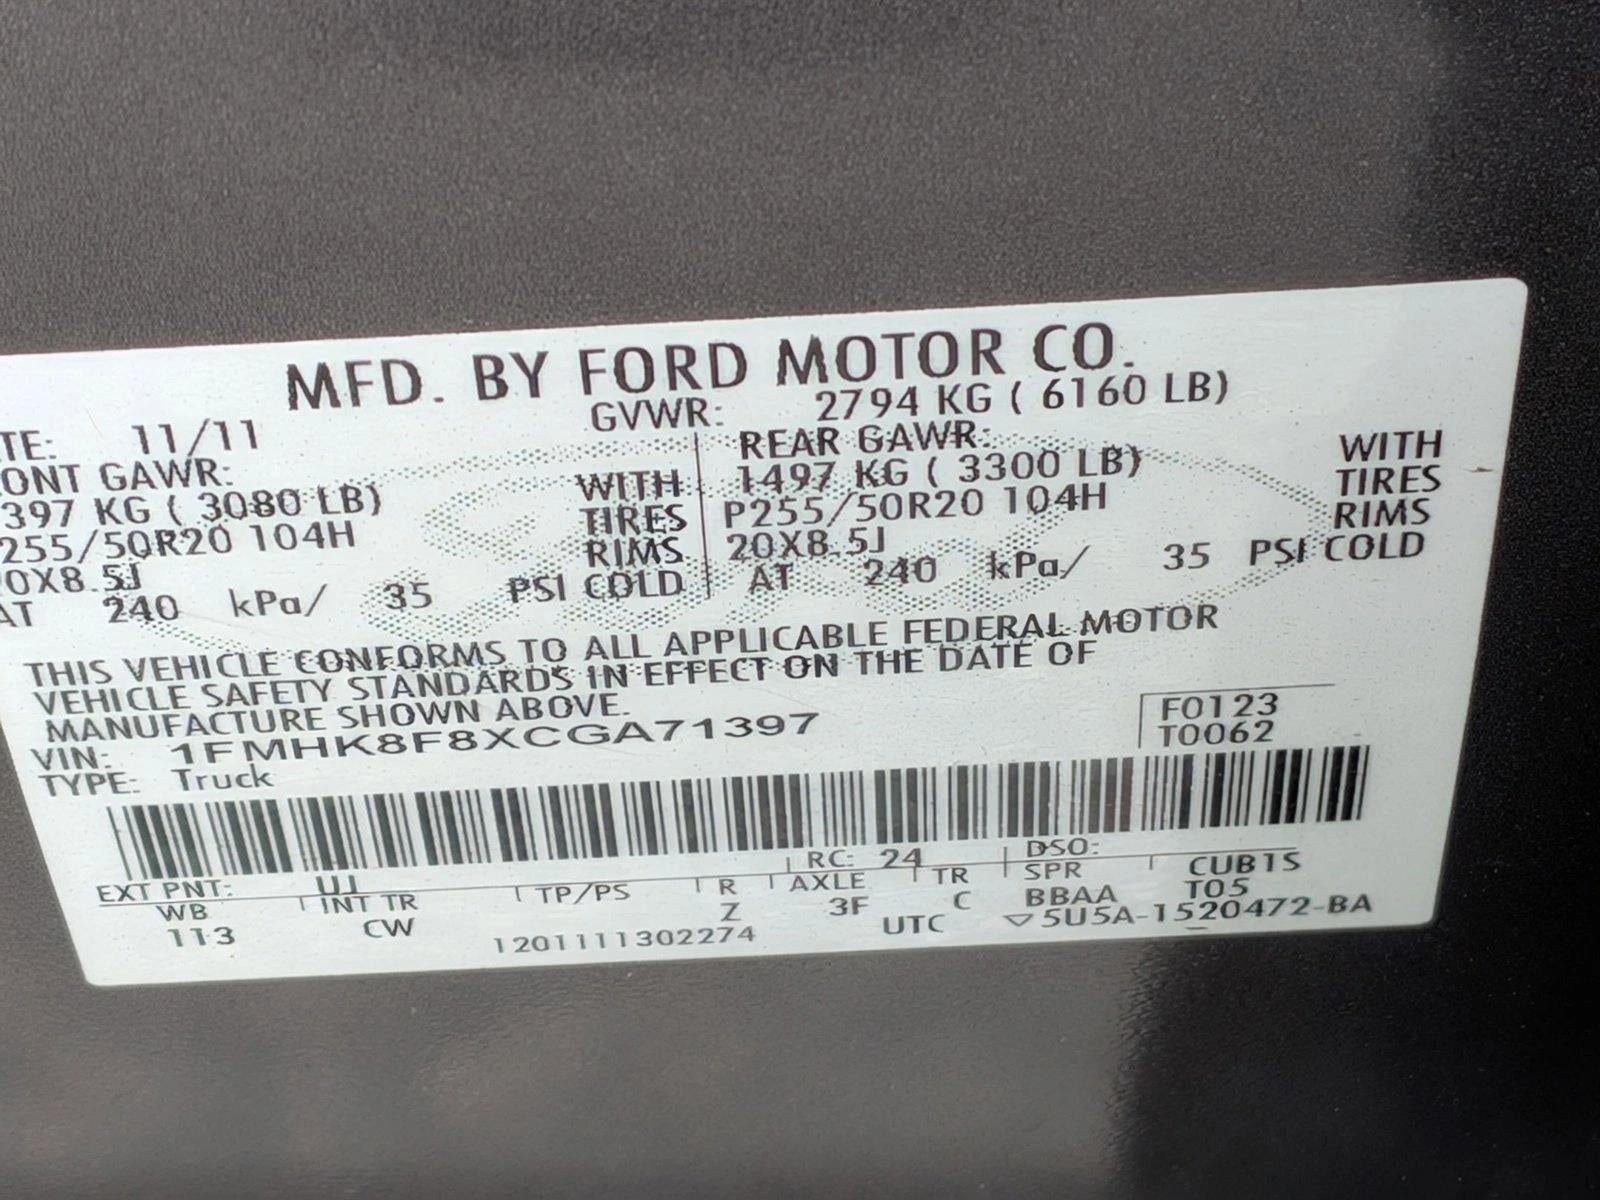 MFD. BY FORD MOTOR CO.
TE: 11/11 GVWR: 2794 KG ( 6160 LB)
ONT GAWR: REAR GAWR:
397 KG ( 3080 LB) WITH 1497 KG ( 3300 LB) WITH
255/50R20 104H TIRES P255/50R20 104H TIRES
0X8.5J RIMS 20X8.5J RIMS
AT 240 kPa/ 35 PSI COLD AT 240 kPa/ 35 PSI COLD
THIS VEHICLE CONFORMS TO ALL APPLICABLE FEDERAL MOTOR
VEHICLE SAFETY STANDARDS IN EFFECT ON THE DATE OF
MANUFACTURE SHOWN ABOVE.
VIN: 1FMHK8F8XCGA71397 F0123
TYPE: Truck T0062
EXT PNT: UJ RC: 24 DSO:
WB INT TR TP/PS R AXLE TR SPR CUB1S
113 CW Z 3F C BBAA T05
1201111302274 UTC ▽5U5A-1520472-BA